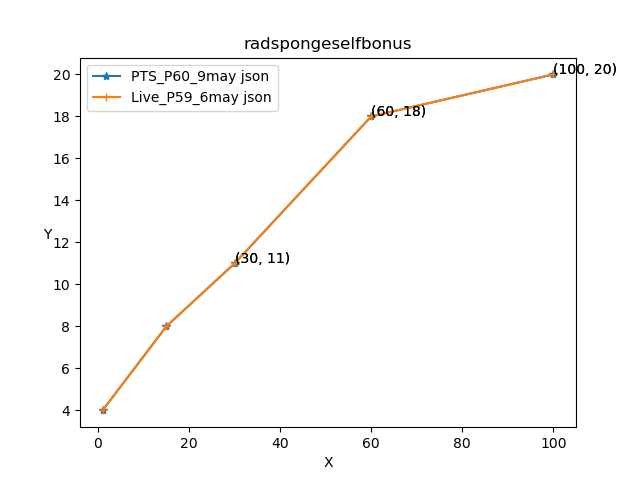 radspongeselfbonus
PTS_P60_9may json
Live_P59_6may json
(100, 20)
(60, 18)
(30, 11)
20
18
16
14
12
10
8
6
4
Y
0 20 40 60 80 100
X